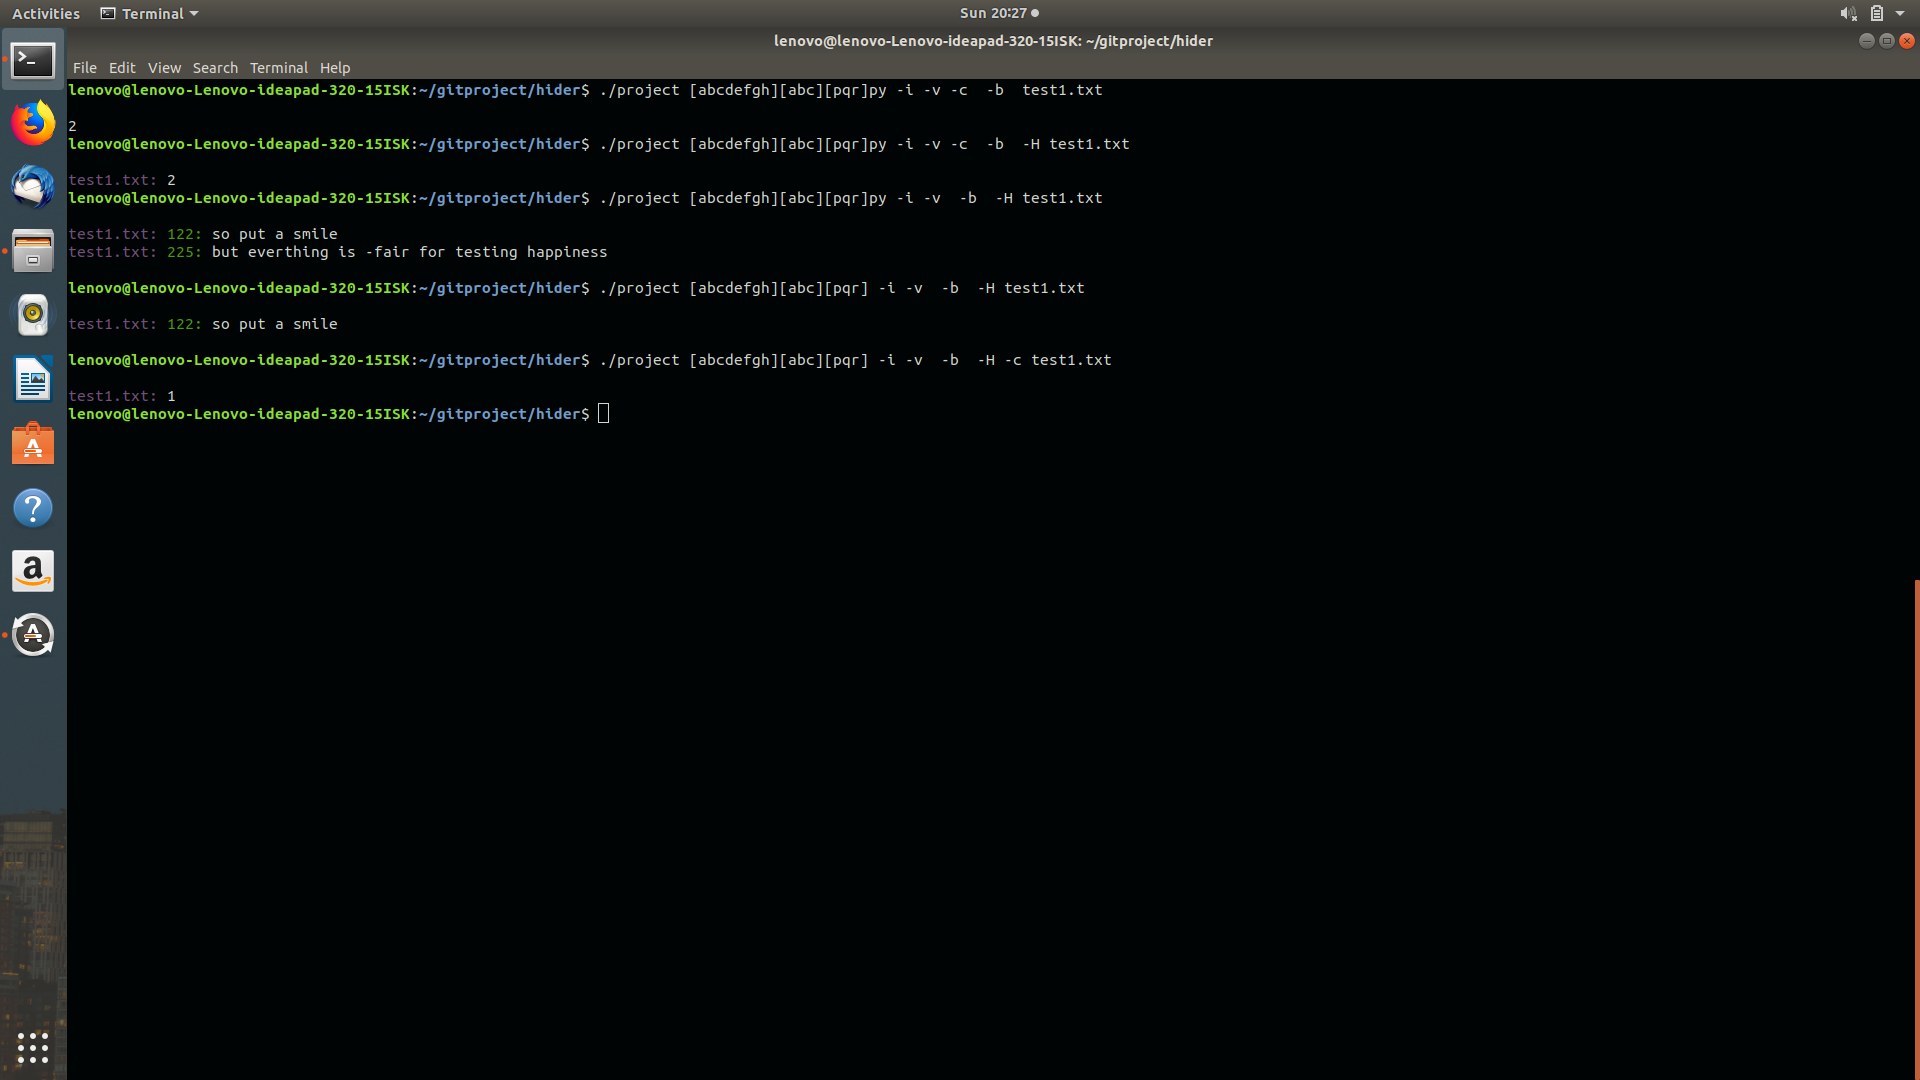 Activities Terminal Sun 20:27
lenovo@lenovo-Lenovo-ideapad-320-15ISK: ~/gitproject/hider
File Edit View Search Terminal Help
lenovo@lenovo-Lenovo-ideapad-320-15ISK:~/gitproject/hider$ ./project [abcdefgh][abc][pqr]py -i -v -c  -b  test1.txt
2
lenovo@lenovo-Lenovo-ideapad-320-15ISK:~/gitproject/hider$ ./project [abcdefgh][abc][pqr]py -i -v -c  -b  -H test1.txt
test1.txt: 2
lenovo@lenovo-Lenovo-ideapad-320-15ISK:~/gitproject/hider$ ./project [abcdefgh][abc][pqr]py -i -v  -b  -H test1.txt
test1.txt: 122: so put a smile
test1.txt: 225: but everthing is -fair for testing happiness
lenovo@lenovo-Lenovo-ideapad-320-15ISK:~/gitproject/hider$ ./project [abcdefgh][abc][pqr] -i -v  -b  -H test1.txt
test1.txt: 122: so put a smile
lenovo@lenovo-Lenovo-ideapad-320-15ISK:~/gitproject/hider$ ./project [abcdefgh][abc][pqr] -i -v  -b  -H -c test1.txt
test1.txt: 1
lenovo@lenovo-Lenovo-ideapad-320-15ISK:~/gitproject/hider$